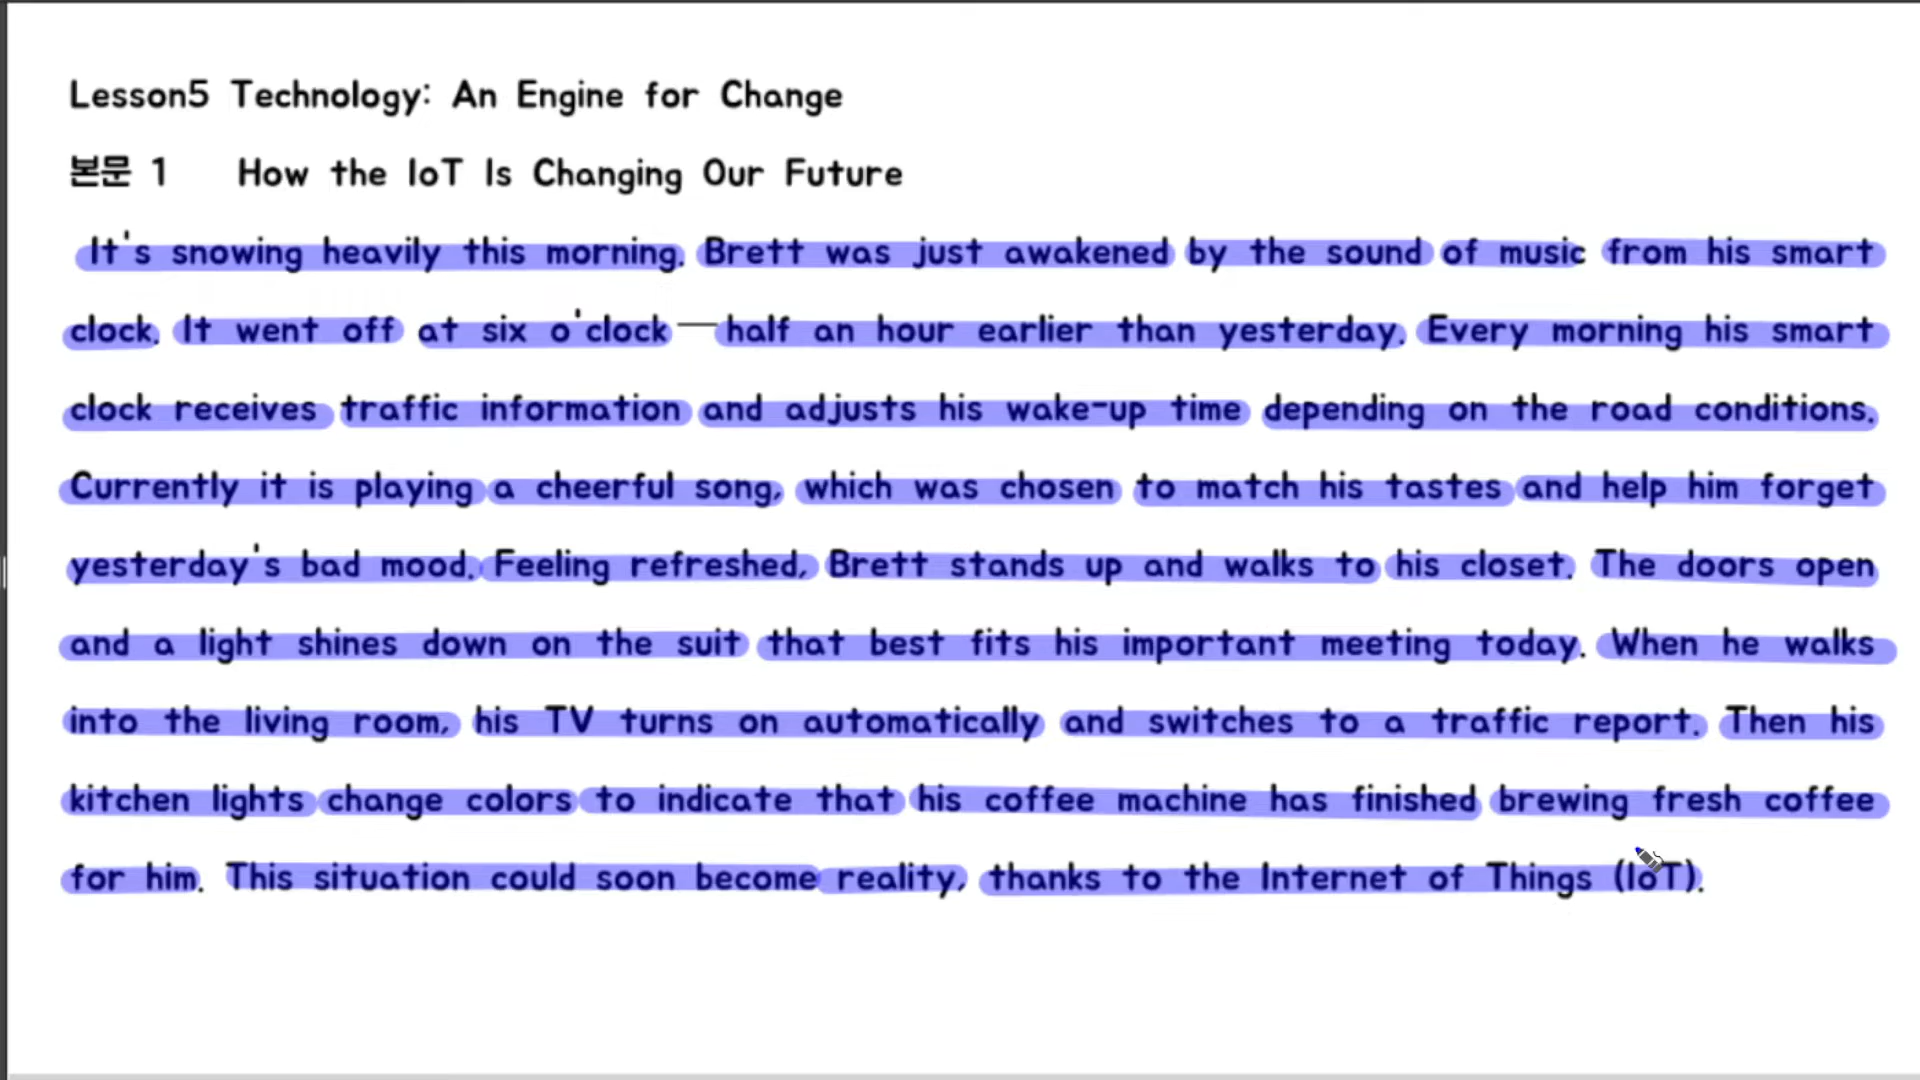 Lesson5 Technology: An Engine for Change
본문 1 How the IoT Is Changing Our Future
It's snowing heavily this morning. Brett was just awakened by the sound of music from his smart
clock. It went off at six o'clock—half an hour earlier than yesterday. Every morning his smart
clock receives traffic information and adjusts his wake-up time depending on the road conditions.
Currently it is playing a cheerful song, which was chosen to match his tastes and help him forget
yesterday's bad mood. Feeling refreshed, Brett stands up and walks to his closet. The doors open
and a light shines down on the suit that best fits his important meeting today. When he walks
into the living room, his TV turns on automatically and switches to a traffic report. Then his
kitchen lights change colors to indicate that his coffee machine has finished brewing fresh coffee
for him. This situation could soon become reality, thanks to the Internet of Things (IoT).